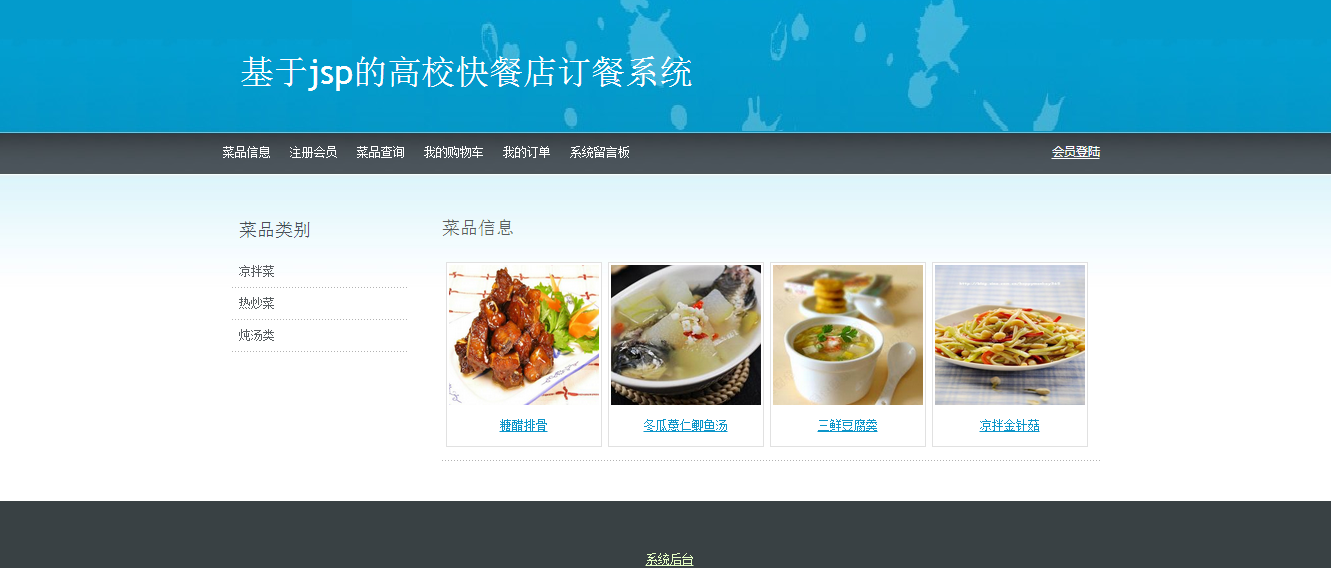 基于jsp的高校快餐店订餐系统
菜品信息 注册会员 菜品查询 我的购物车 我的订单 系统留言板 会员登陆
菜品类别
凉拌菜
热炒菜
炖汤类
菜品信息
糖醋排骨 冬瓜薏仁鲫鱼汤 三鲜豆腐羹 凉拌金针菇
系统后台